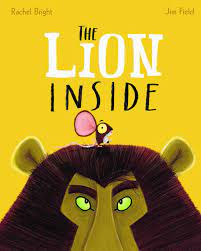 Rachel Bright
Jim Field
THE
LION
INSIDE